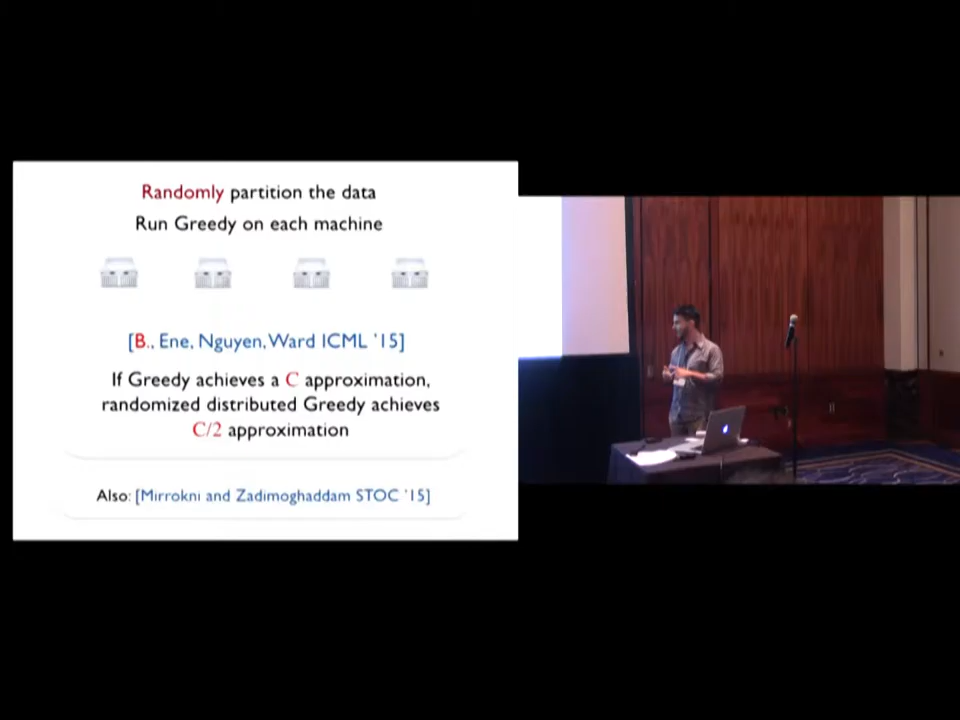 Randomly partition the data
Run Greedy on each machine
[B., Ene, Nguyen, Ward ICML '15]
If Greedy achieves a C approximation,
randomized distributed Greedy achieves
C/2 approximation
Also: [Mirrokni and Zadimoghaddam STOC '15]